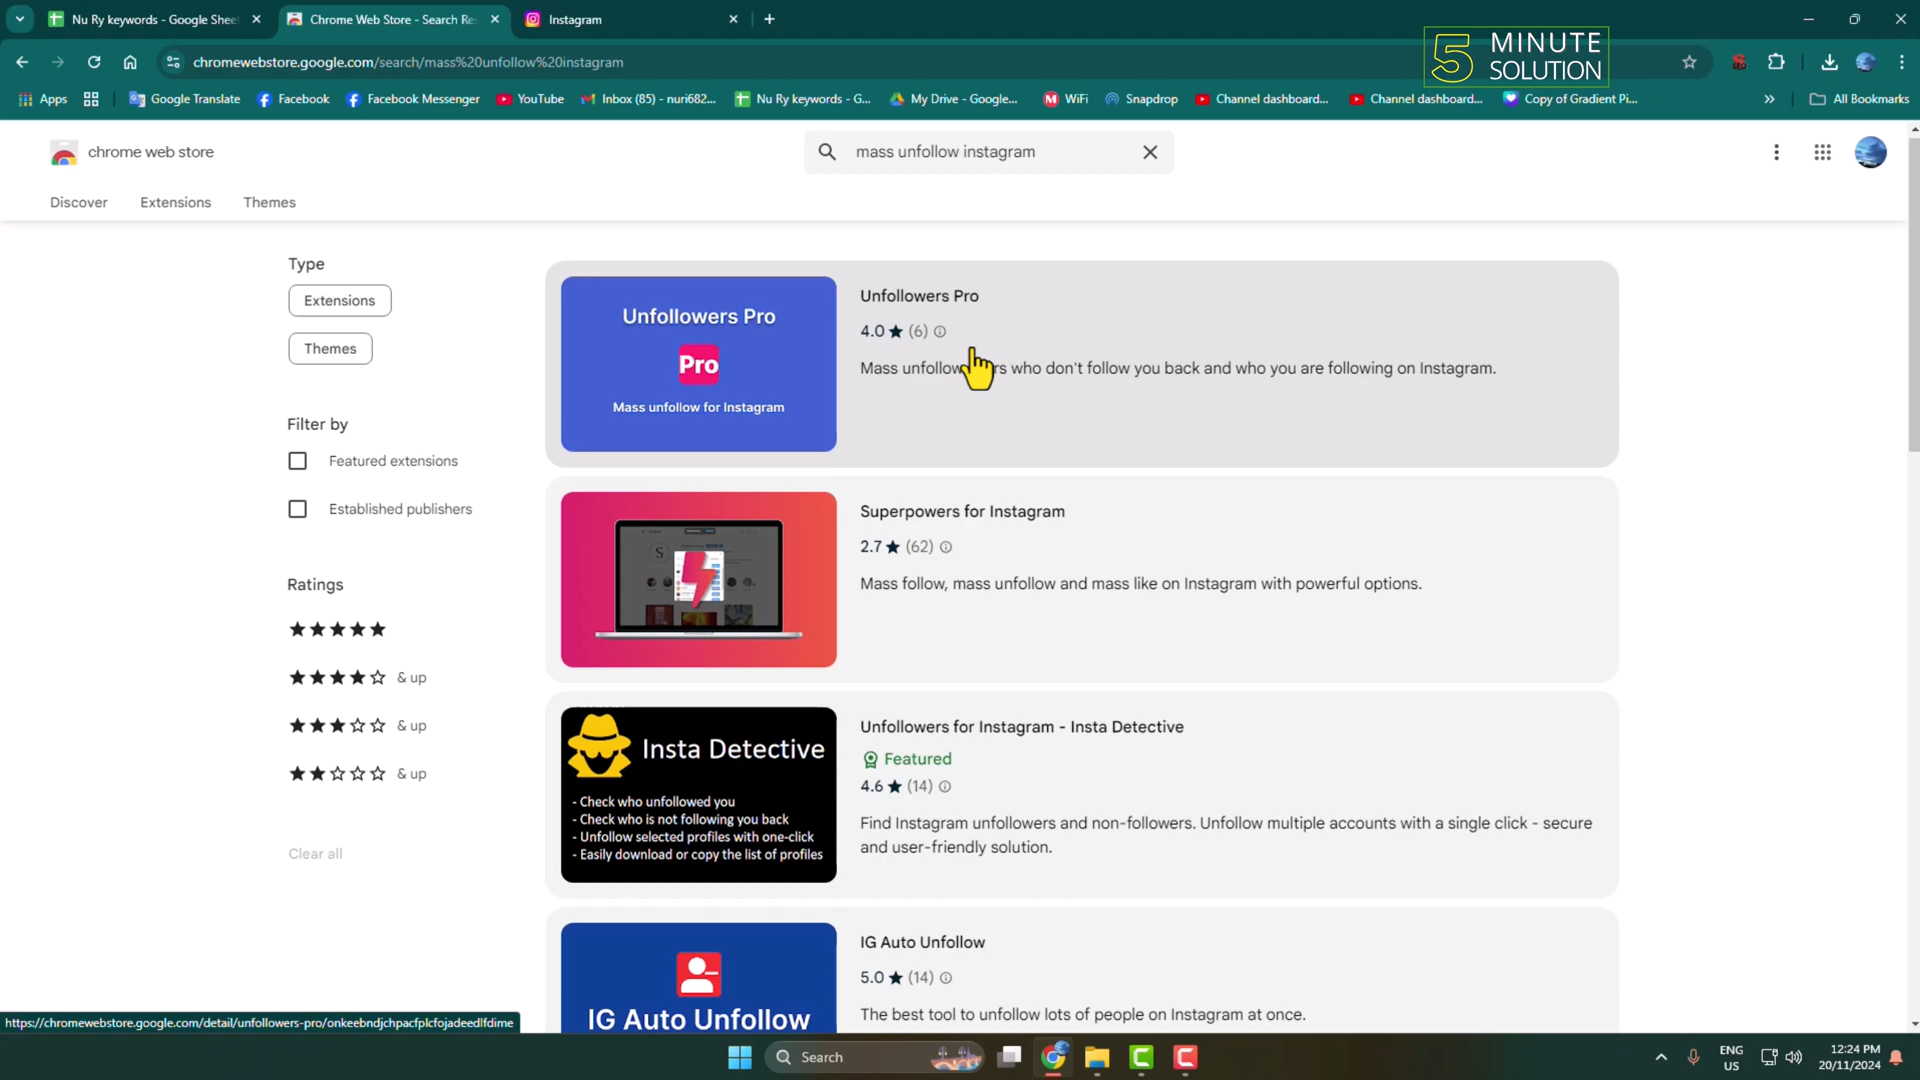 Nu Ry keywords - Google Sheet
Chrome Web Store - Search Re
Instagram
5 MINUTE
SOLUTION
chromewebstore.google.com/search/mass%20unfollow%20instagram
Apps
Google Translate
Facebook
Facebook Messenger
YouTube
Inbox (85) - nuri682...
Nu Ry keywords - G...
My Drive - Google...
WiFi
Snapdrop
Channel dashboard...
Channel dashboard...
Copy of Gradient Pi...
All Bookmarks
chrome web store
mass unfollow instagram
Discover
Extensions
Themes
Type
Extensions
Themes
Filter by
Featured extensions
Established publishers
Ratings
& up
& up
& up
Clear all
Unfollowers Pro
Pro
Mass unfollow for Instagram
Unfollowers Pro
4.0 ★ (6)
Mass unfollow who don't follow you back and who you are following on Instagram.
Superpowers for Instagram
2.7 ★ (62)
Mass follow, mass unfollow and mass like on Instagram with powerful options.
Insta Detective
- Check who unfollowed you
- Check who is not following you back
- Unfollow selected profiles with one-click
- Easily download or copy the list of profiles
Unfollowers for Instagram - Insta Detective
Featured
4.6 ★ (14)
Find Instagram unfollowers and non-followers. Unfollow multiple accounts with a single click - secure
and user-friendly solution.
IG Auto Unfollow
IG Auto Unfollow
5.0 ★ (14)
The best tool to unfollow lots of people on Instagram at once.
https://chromewebstore.google.com/detail/unfollowers-pro/onkeebndjchpacfplcfojadeedlfdime
Search
ENG
US
12:24 PM
20/11/2024